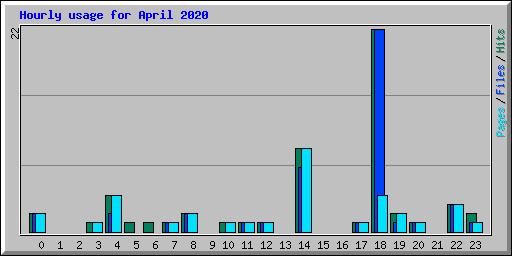 Hourly usage for April 2020
22
Pages/Files/Hits
0 1 2 3 4 5 6 7 8 9 10 11 12 13 14 15 16 17 18 19 20 21 22 23